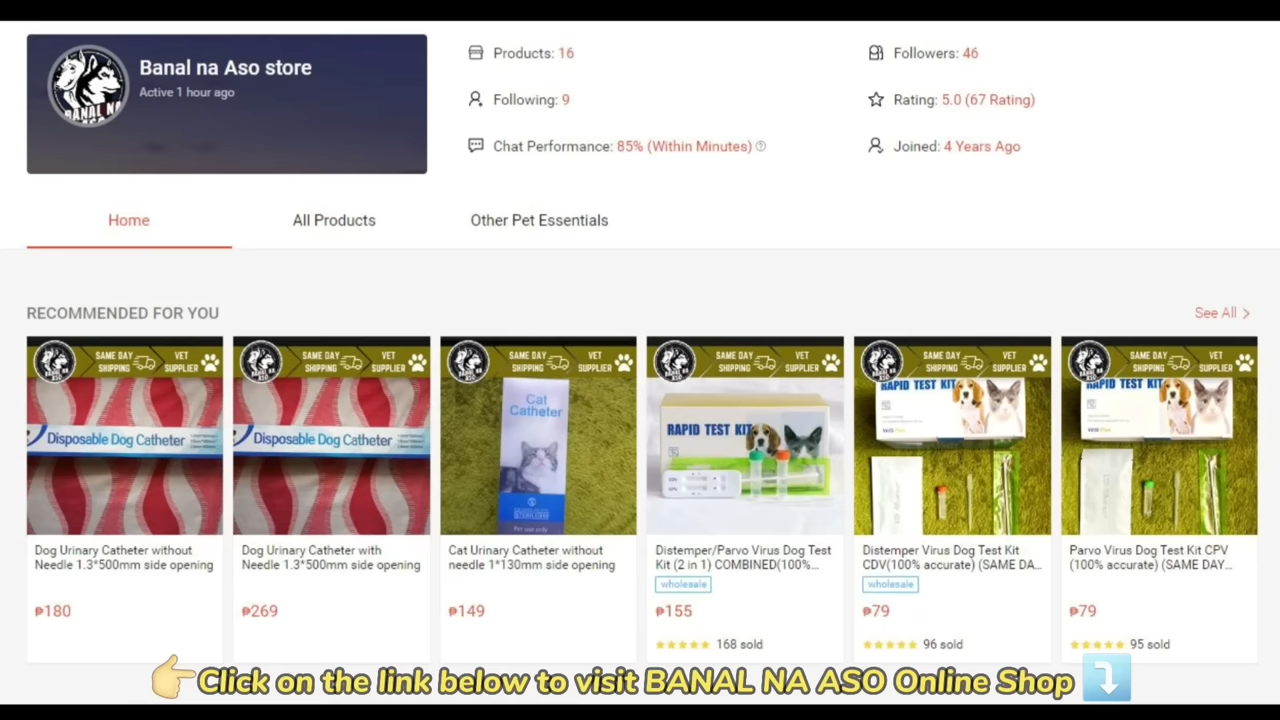 Banal na Aso store
Active 1 hour ago
BANAL NA
ASO
Products: 16
Followers: 46
Following: 9
Rating: 5.0 (67 Rating)
Chat Performance: 85% (Within Minutes)
Joined: 4 Years Ago
Home
All Products
Other Pet Essentials
RECOMMENDED FOR YOU
See All
SAME DAY
SHIPPING
VET
SUPPLIER
Disposable Dog Catheter
Dog Urinary Catheter without
Needle 1.3*500mm side opening
₱180
SAME DAY
SHIPPING
VET
SUPPLIER
Disposable Dog Catheter
Dog Urinary Catheter with
Needle 1.3*500mm side opening
₱269
SAME DAY
SHIPPING
VET
SUPPLIER
Cat
Catheter
Per use only
Cat Urinary Catheter without
needle 1*130mm side opening
₱149
SAME DAY
SHIPPING
VET
SUPPLIER
RAPID TEST KIT
Distemper/Parvo Virus Dog Test
Kit (2 in 1) COMBINED(100%...
wholesale
₱155
168 sold
SAME DAY
SHIPPING
VET
SUPPLIER
RAPID TEST KIT
Distemper Virus Dog Test Kit
CDV(100% accurate) (SAME DA...
wholesale
₱79
96 sold
SAME DAY
SHIPPING
VET
SUPPLIER
RAPID TEST KIT
Parvo Virus Dog Test Kit CPV
(100% accurate) (SAME DAY...
₱79
95 sold
Click on the link below to visit BANAL NA ASO Online Shop